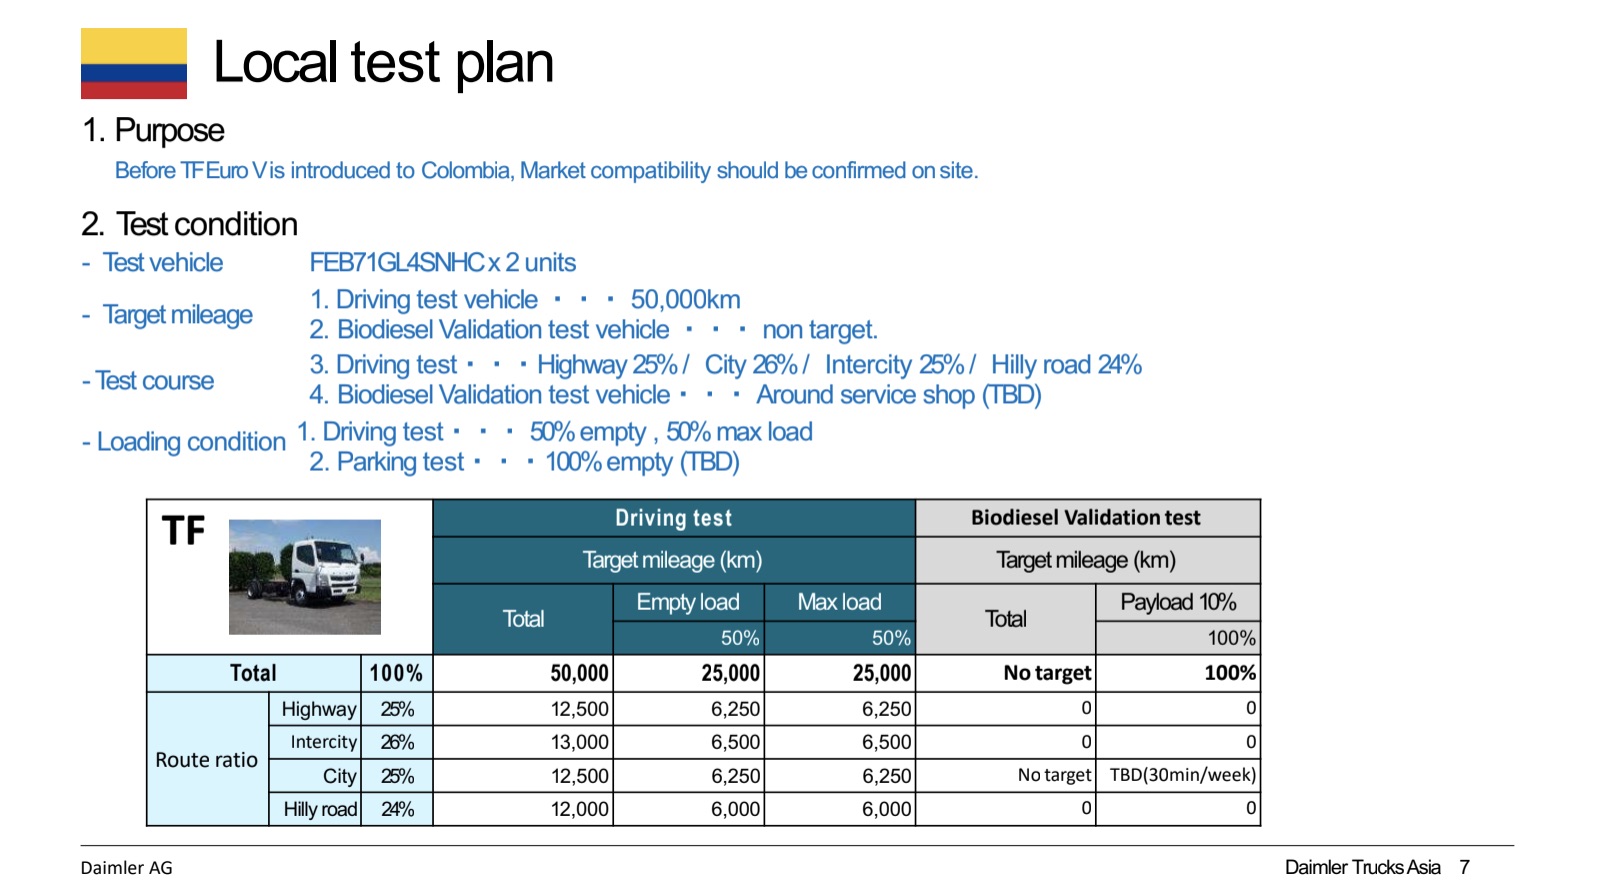 Local test plan
1. Purpose
Before TF Euro V is introduced to Colombia, Market compatibility should be confirmed on site.
2. Test condition
- Test vehicle FEB71GL4SNHC x 2 units
- Target mileage
1. Driving test vehicle ・ ・ ・ 50,000km
2. Biodiesel Validation test vehicle ・ ・ ・ non target.
- Test course
3. Driving test・ ・ ・Highway 25% / City 26% / Intercity 25% / Hilly road 24%
4. Biodiesel Validation test vehicle・ ・ ・ Around service shop (TBD)
- Loading condition
1. Driving test・ ・ ・ 50% empty , 50% max load
2. Parking test・ ・ ・100% empty (TBD)
TF
Driving test Biodiesel Validation test
Target mileage (km) Target mileage (km)
Total Empty load Max load Total Payload 10%
50% 50% 100%
Total 100% 50,000 25,000 25,000 No target 100%
Route ratio
Highway 25% 12,500 6,250 6,250 0 0
Intercity 26% 13,000 6,500 6,500 0 0
City 25% 12,500 6,250 6,250 No target TBD(30min/week)
Hilly road 24% 12,000 6,000 6,000 0 0
Daimler AG Daimler Trucks Asia 7